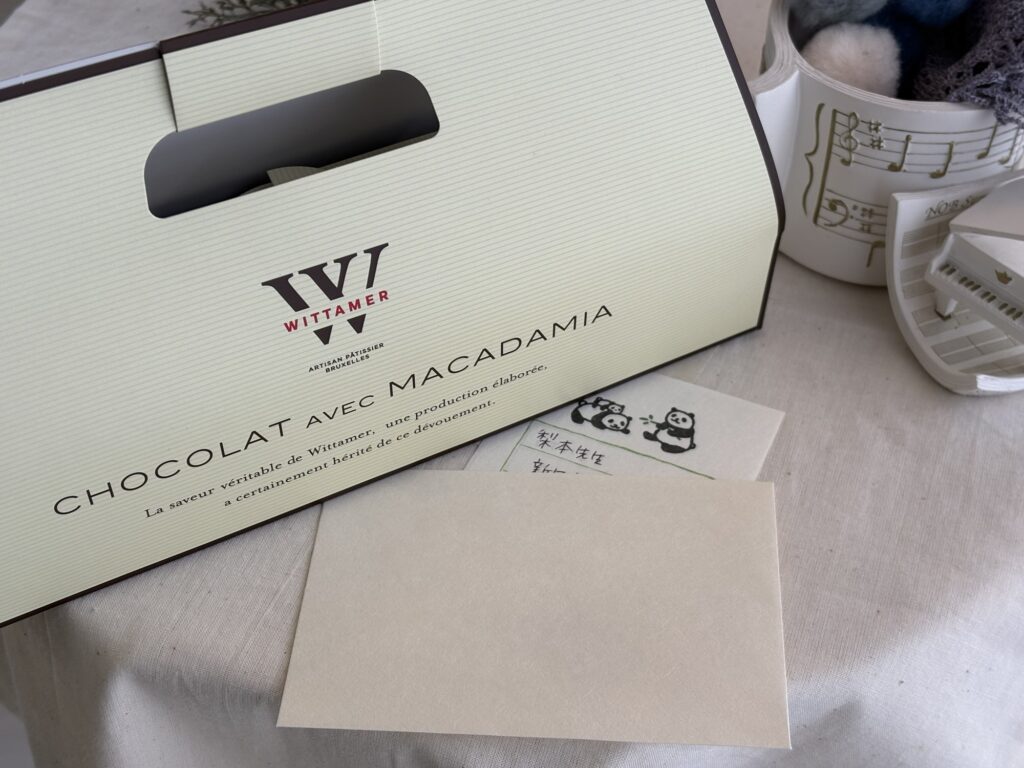 WITTAMER
ARTISAN PÂTISSIER
BRUXELLES
CHOCOLAT AVEC MACADAMIA
La saveur véritable de Wittamer, une production élaborée,
a certainement hérité de ce dévouement.
梨本先生